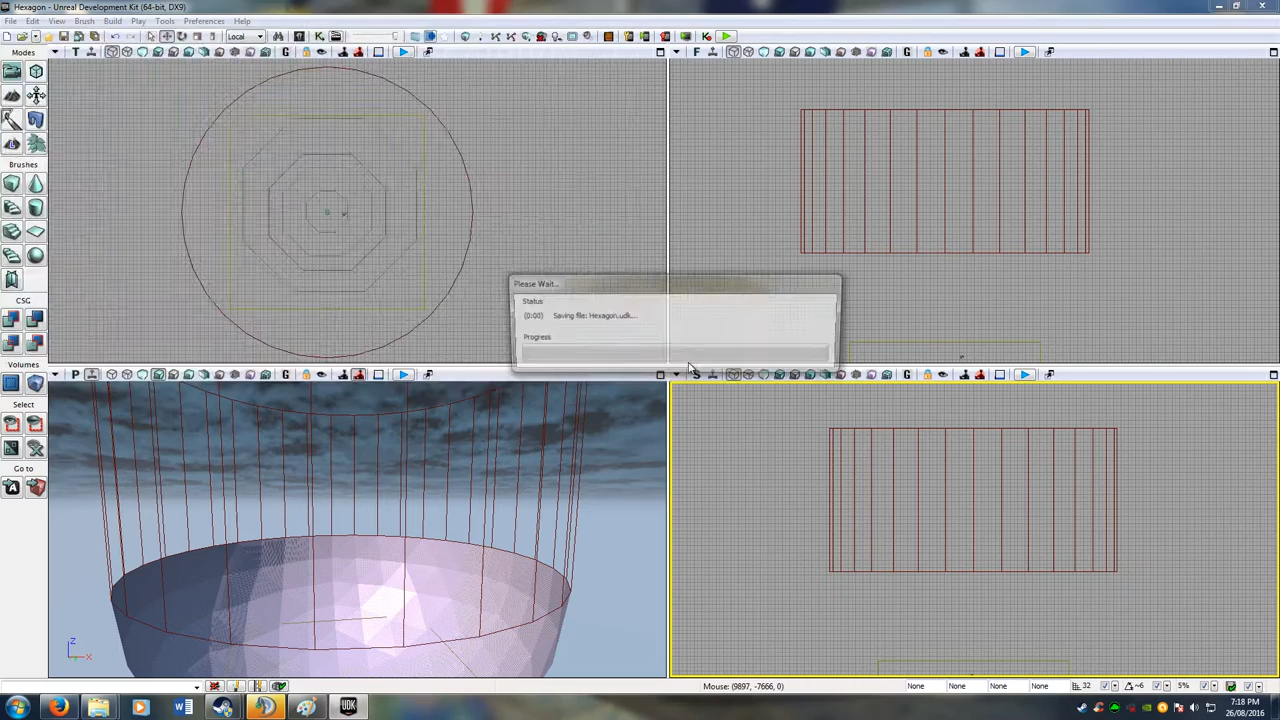 Hexagon - Unreal Development Kit (64-bit, DX9)
File Edit View Brush Build Play Tools Preferences Help
Local
Modes
T G
F G
Brushes
CSG
Volumes
Select
Go to
Please Wait...
Status
(0:00) Saving file: Hexagon.udk...
Progress
P G
S G
Z
X
Mouse: (9897, -7666, 0)
None None None None 32 ~6 5%
W
UDK
7:18 PM
26/08/2016